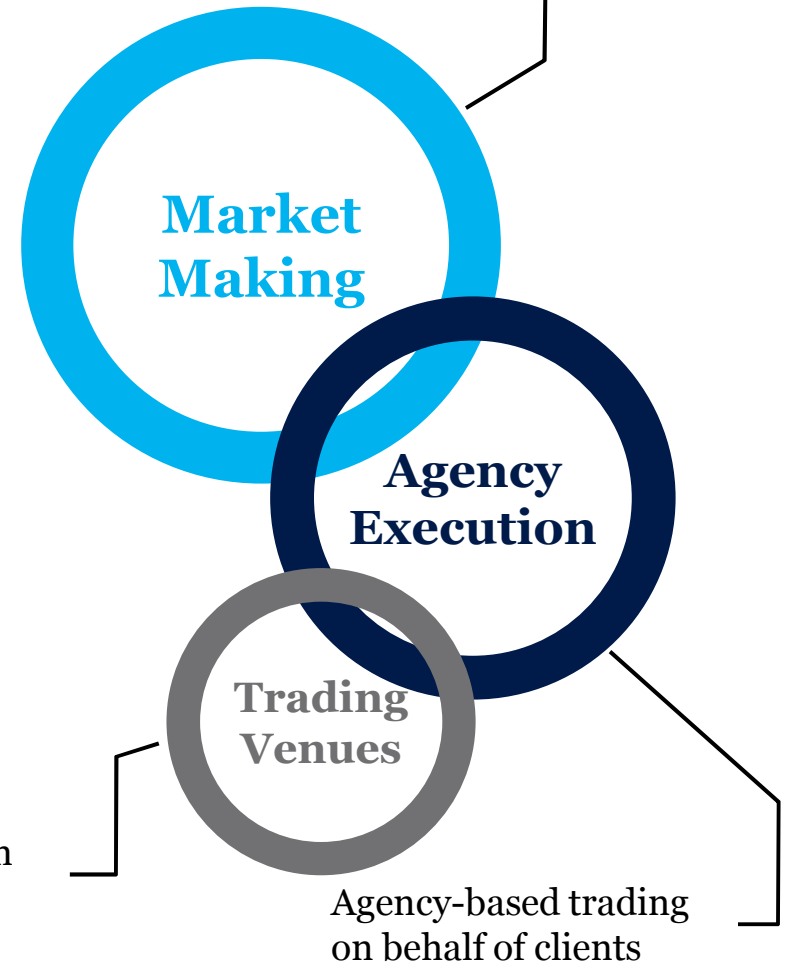 Market
Making
Agency
Execution
Trading
Venues
Agency-based trading
on behalf of clients